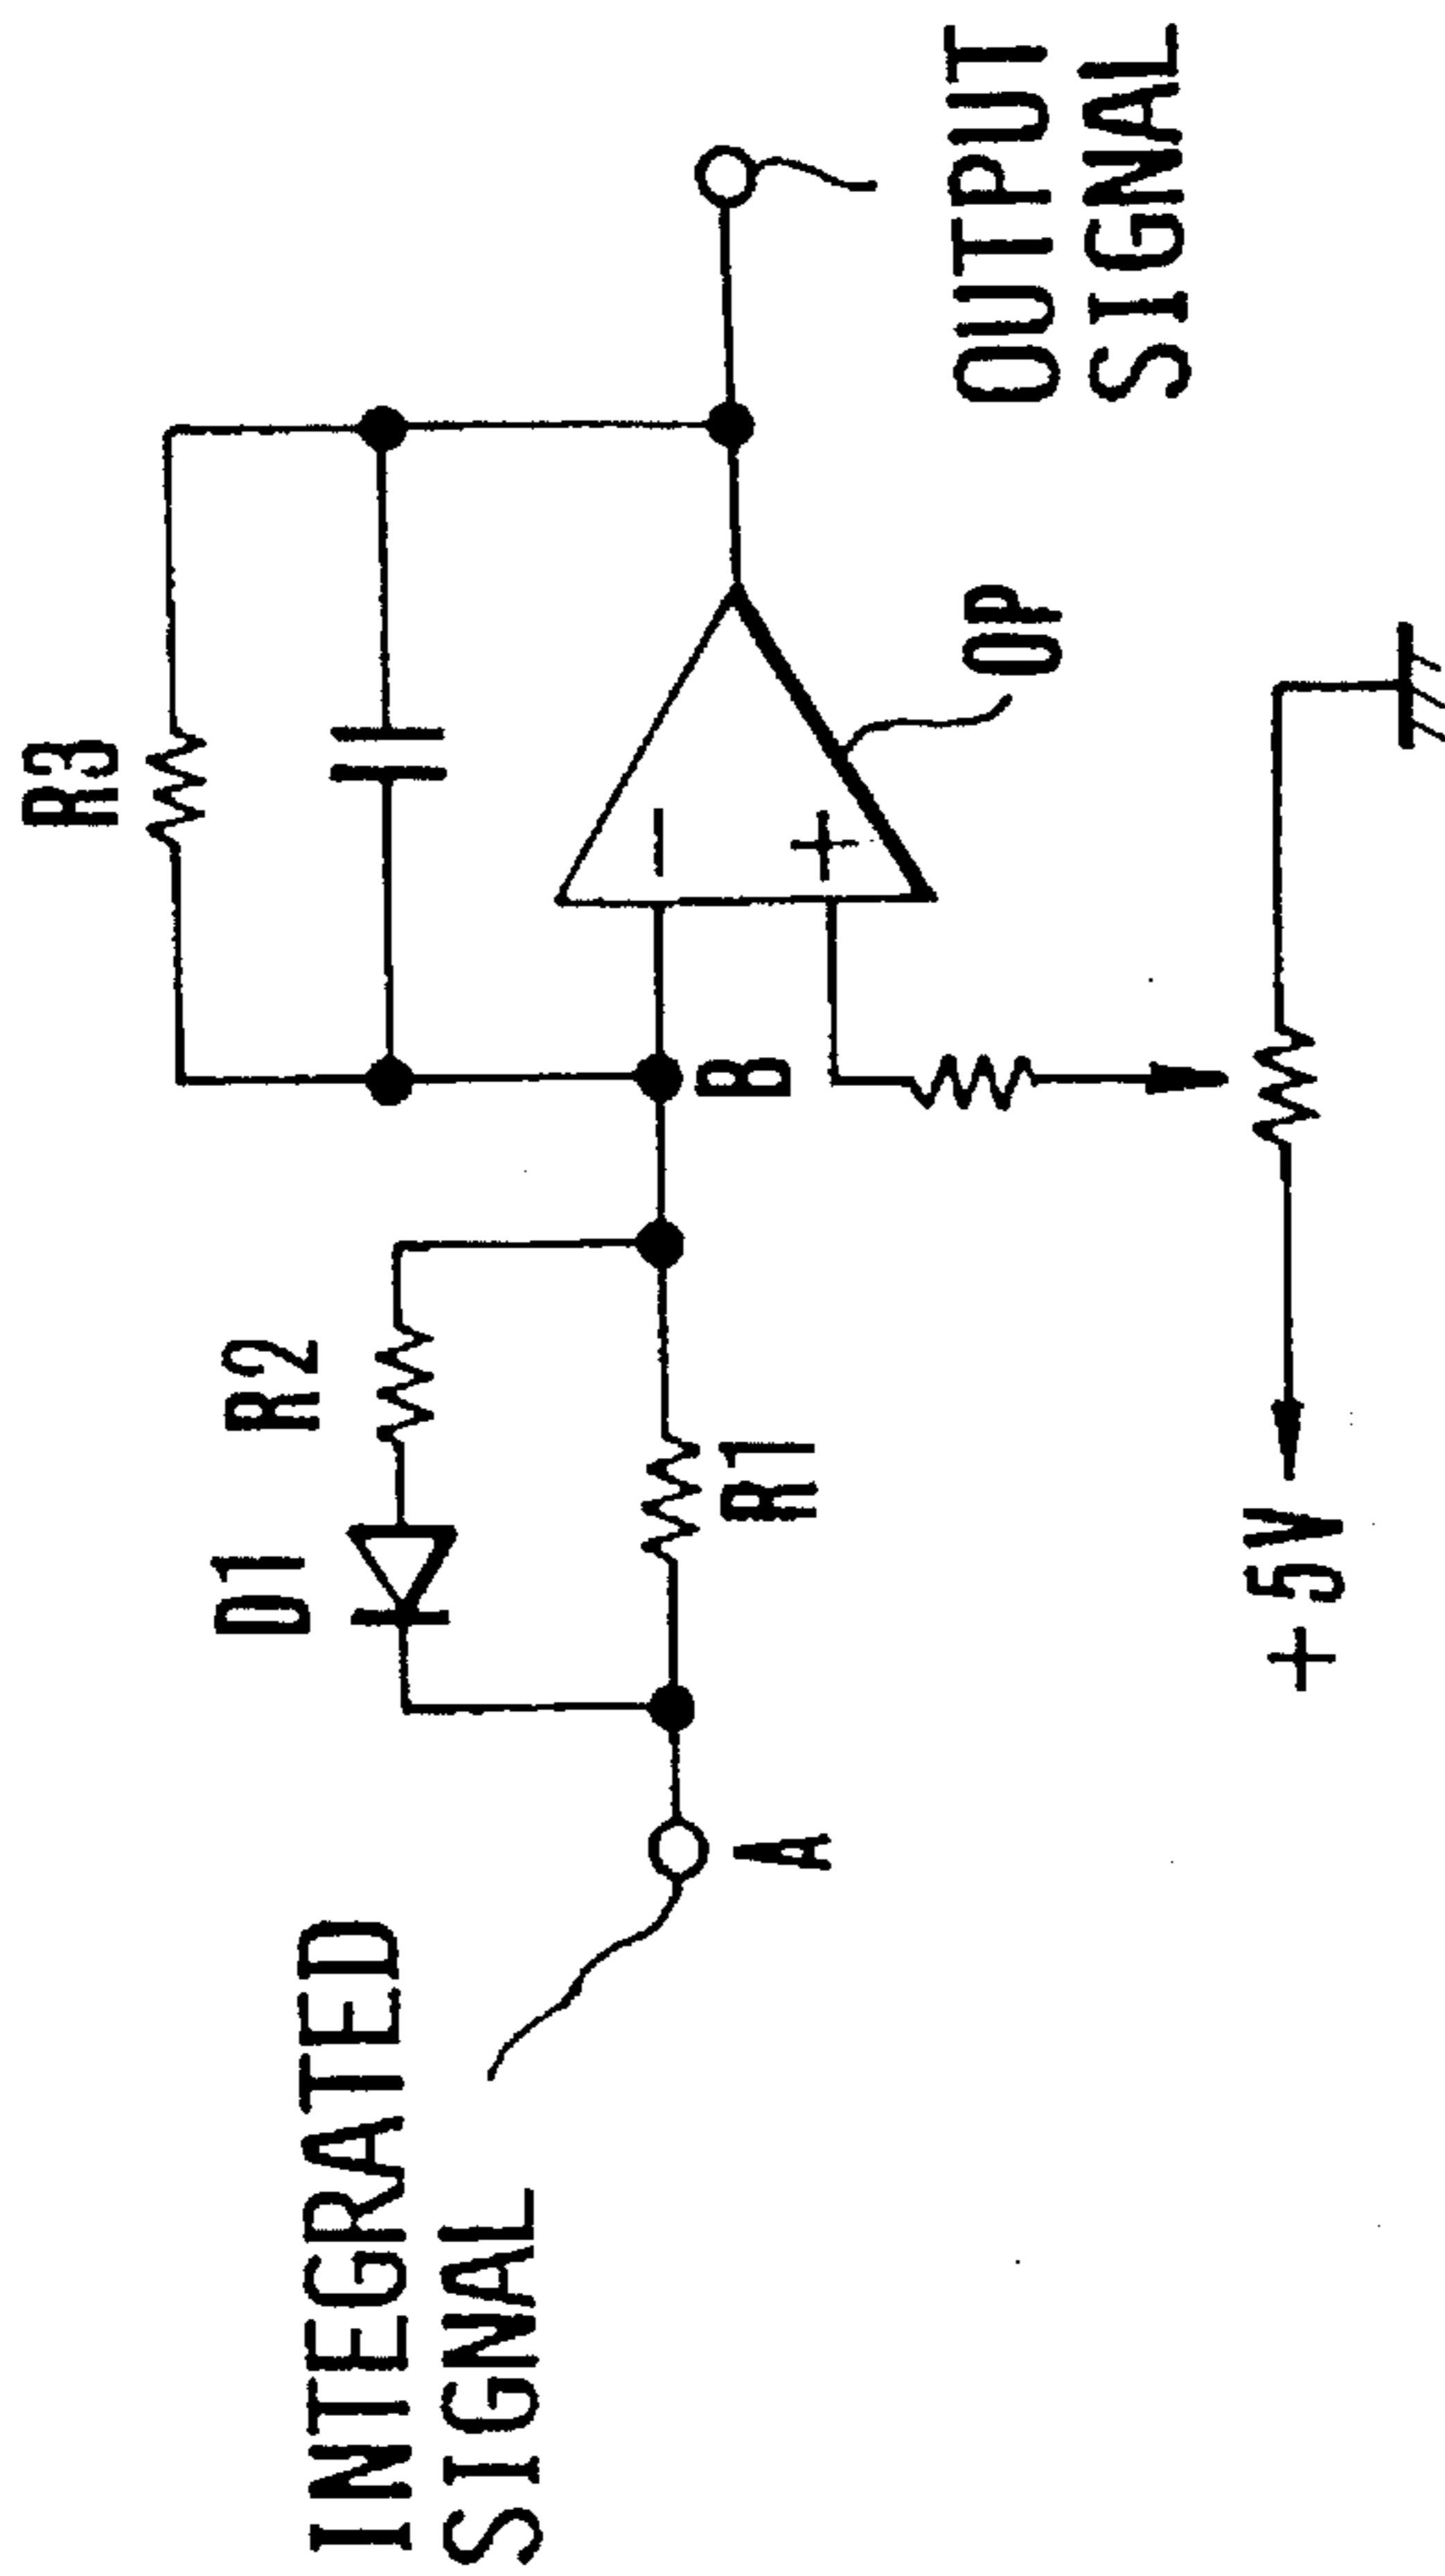 R3
D1
R2
INTEGRATED
SIGNAL
A
R1
B
−
+
OP
OUTPUT
SIGNAL
+5V